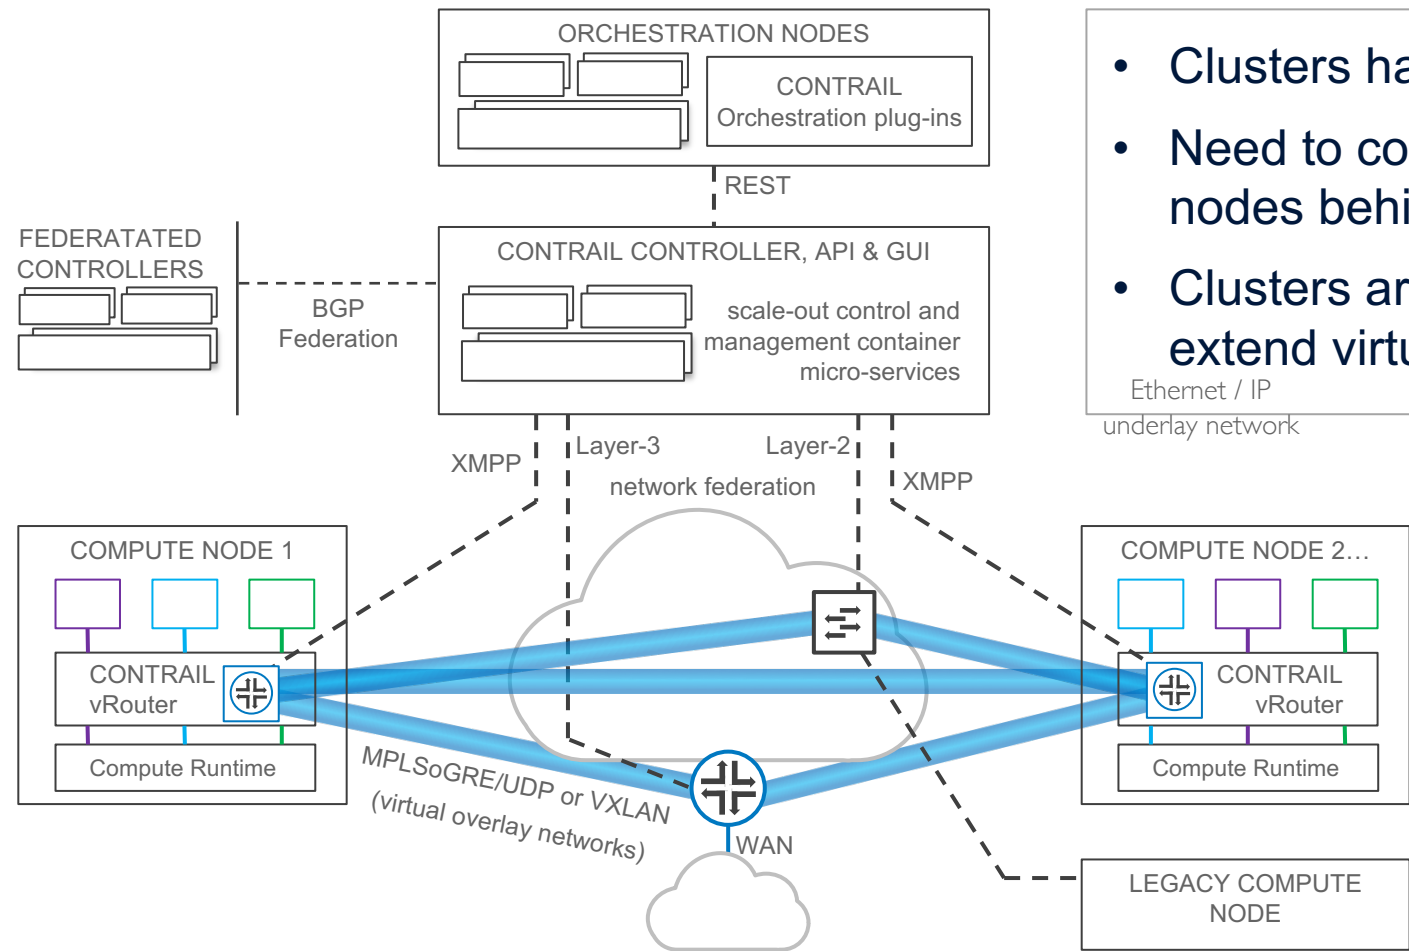 ORCHESTRATION NODES
CONTRAIL
Orchestration plug-ins
REST
FEDERATATED
CONTROLLERS
BGP
Federation
CONTRAIL CONTROLLER, API & GUI
scale-out control and
management container
micro-services
• Clusters ha
• Need to co
nodes behi
• Clusters ar
extend virtu
Ethernet / IP
underlay network
XMPP
Layer-3
Layer-2
XMPP
network federation
COMPUTE NODE 1
CONTRAIL
vRouter
Compute Runtime
COMPUTE NODE 2...
CONTRAIL
vRouter
Compute Runtime
MPLSoGRE/UDP or VXLAN
(virtual overlay networks)
WAN
LEGACY COMPUTE
NODE